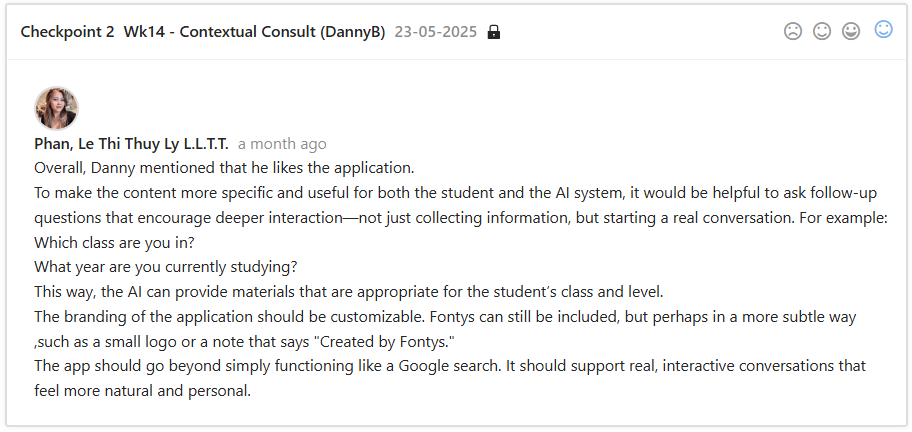 Checkpoint 2 Wk14 - Contextual Consult (DannyB) 23-05-2025
Phan, Le Thi Thuy Ly L.L.T.T. a month ago
Overall, Danny mentioned that he likes the application.
To make the content more specific and useful for both the student and the AI system, it would be helpful to ask follow-up
questions that encourage deeper interaction—not just collecting information, but starting a real conversation. For example:
Which class are you in?
What year are you currently studying?
This way, the AI can provide materials that are appropriate for the student’s class and level.
The branding of the application should be customizable. Fontys can still be included, but perhaps in a more subtle way
,such as a small logo or a note that says "Created by Fontys."
The app should go beyond simply functioning like a Google search. It should support real, interactive conversations that
feel more natural and personal.